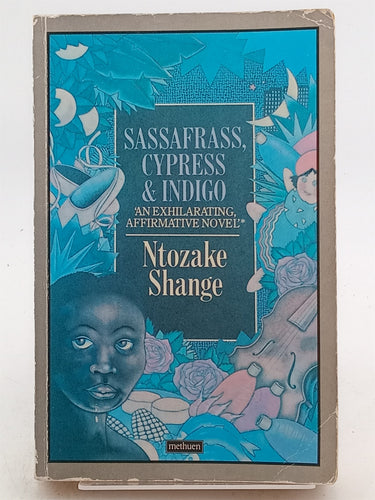 SASSAFRASS,
CYPRESS
& INDIGO
'AN EXHILARATING,
AFFIRMATIVE NOVEL'*
Ntozake
Shange
methuen